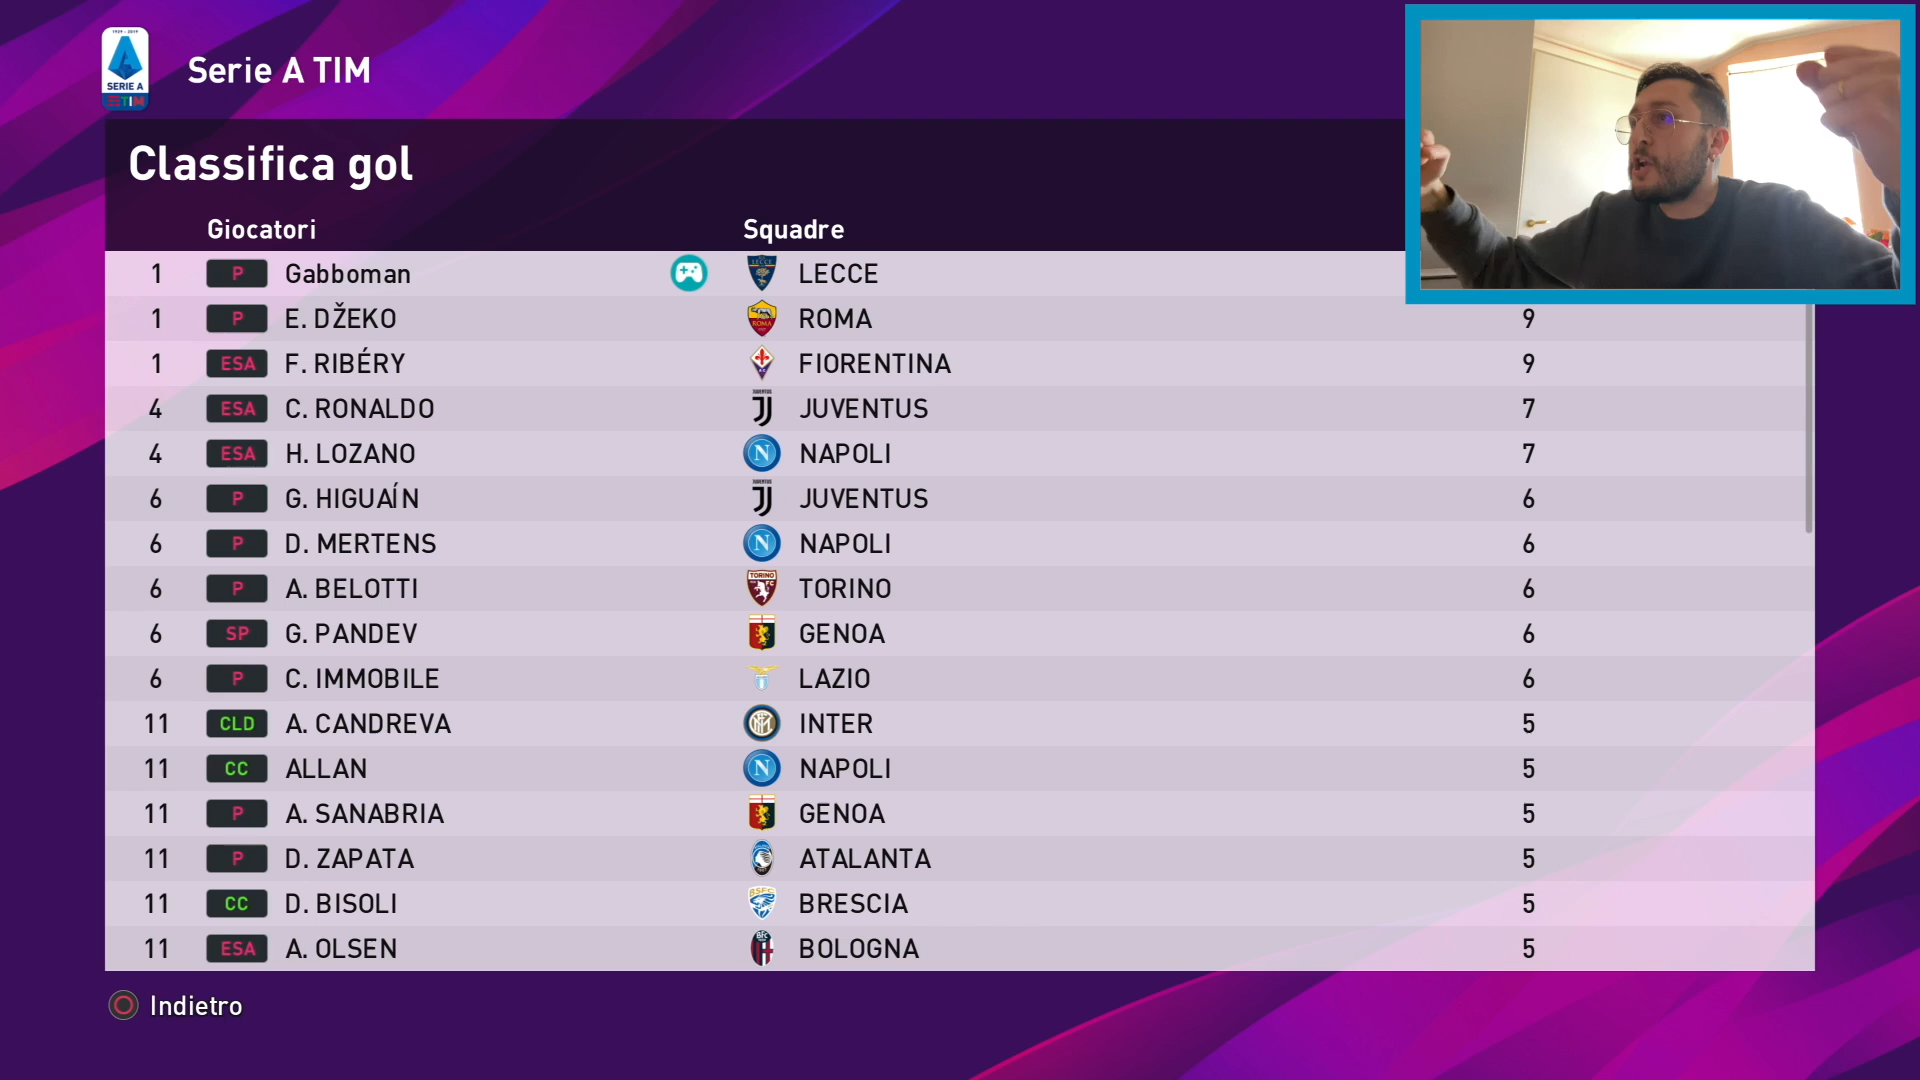 1929 - 2019
SERIE A
TIM
Serie A TIM
Classifica gol
Giocatori Squadre
1 P Gabboman LECCE
1 P E. DŽEKO ROMA 9
1 ESA F. RIBÉRY FIORENTINA 9
4 ESA C. RONALDO JUVENTUS 7
4 ESA H. LOZANO NAPOLI 7
6 P G. HIGUAÍN JUVENTUS 6
6 P D. MERTENS NAPOLI 6
6 P A. BELOTTI TORINO 6
6 SP G. PANDEV GENOA 6
6 P C. IMMOBILE LAZIO 6
11 CLD A. CANDREVA INTER 5
11 CC ALLAN NAPOLI 5
11 P A. SANABRIA GENOA 5
11 P D. ZAPATA ATALANTA 5
11 CC D. BISOLI BRESCIA 5
11 ESA A. OLSEN BOLOGNA 5
Indietro